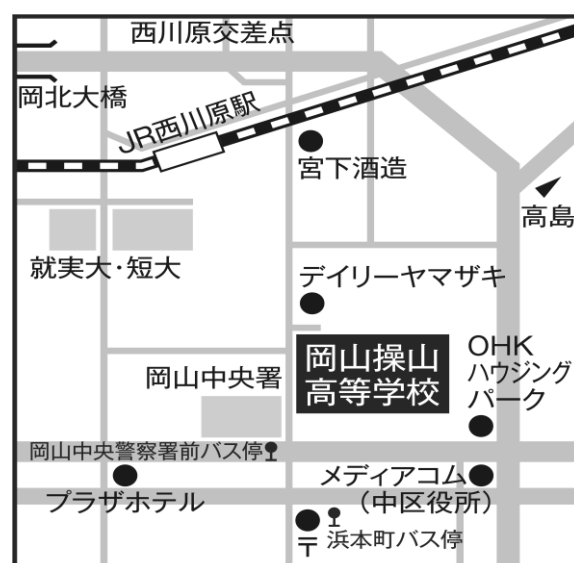 西川原交差点
岡北大橋
JR西川原駅
宮下酒造
高島
就実大・短大
デイリーヤマザキ
岡山操山
高等学校
OHK
ハウジング
パーク
岡山中央署
岡山中央警察署前バス停
メディアコム
(中区役所)
プラザホテル
〒 浜本町バス停